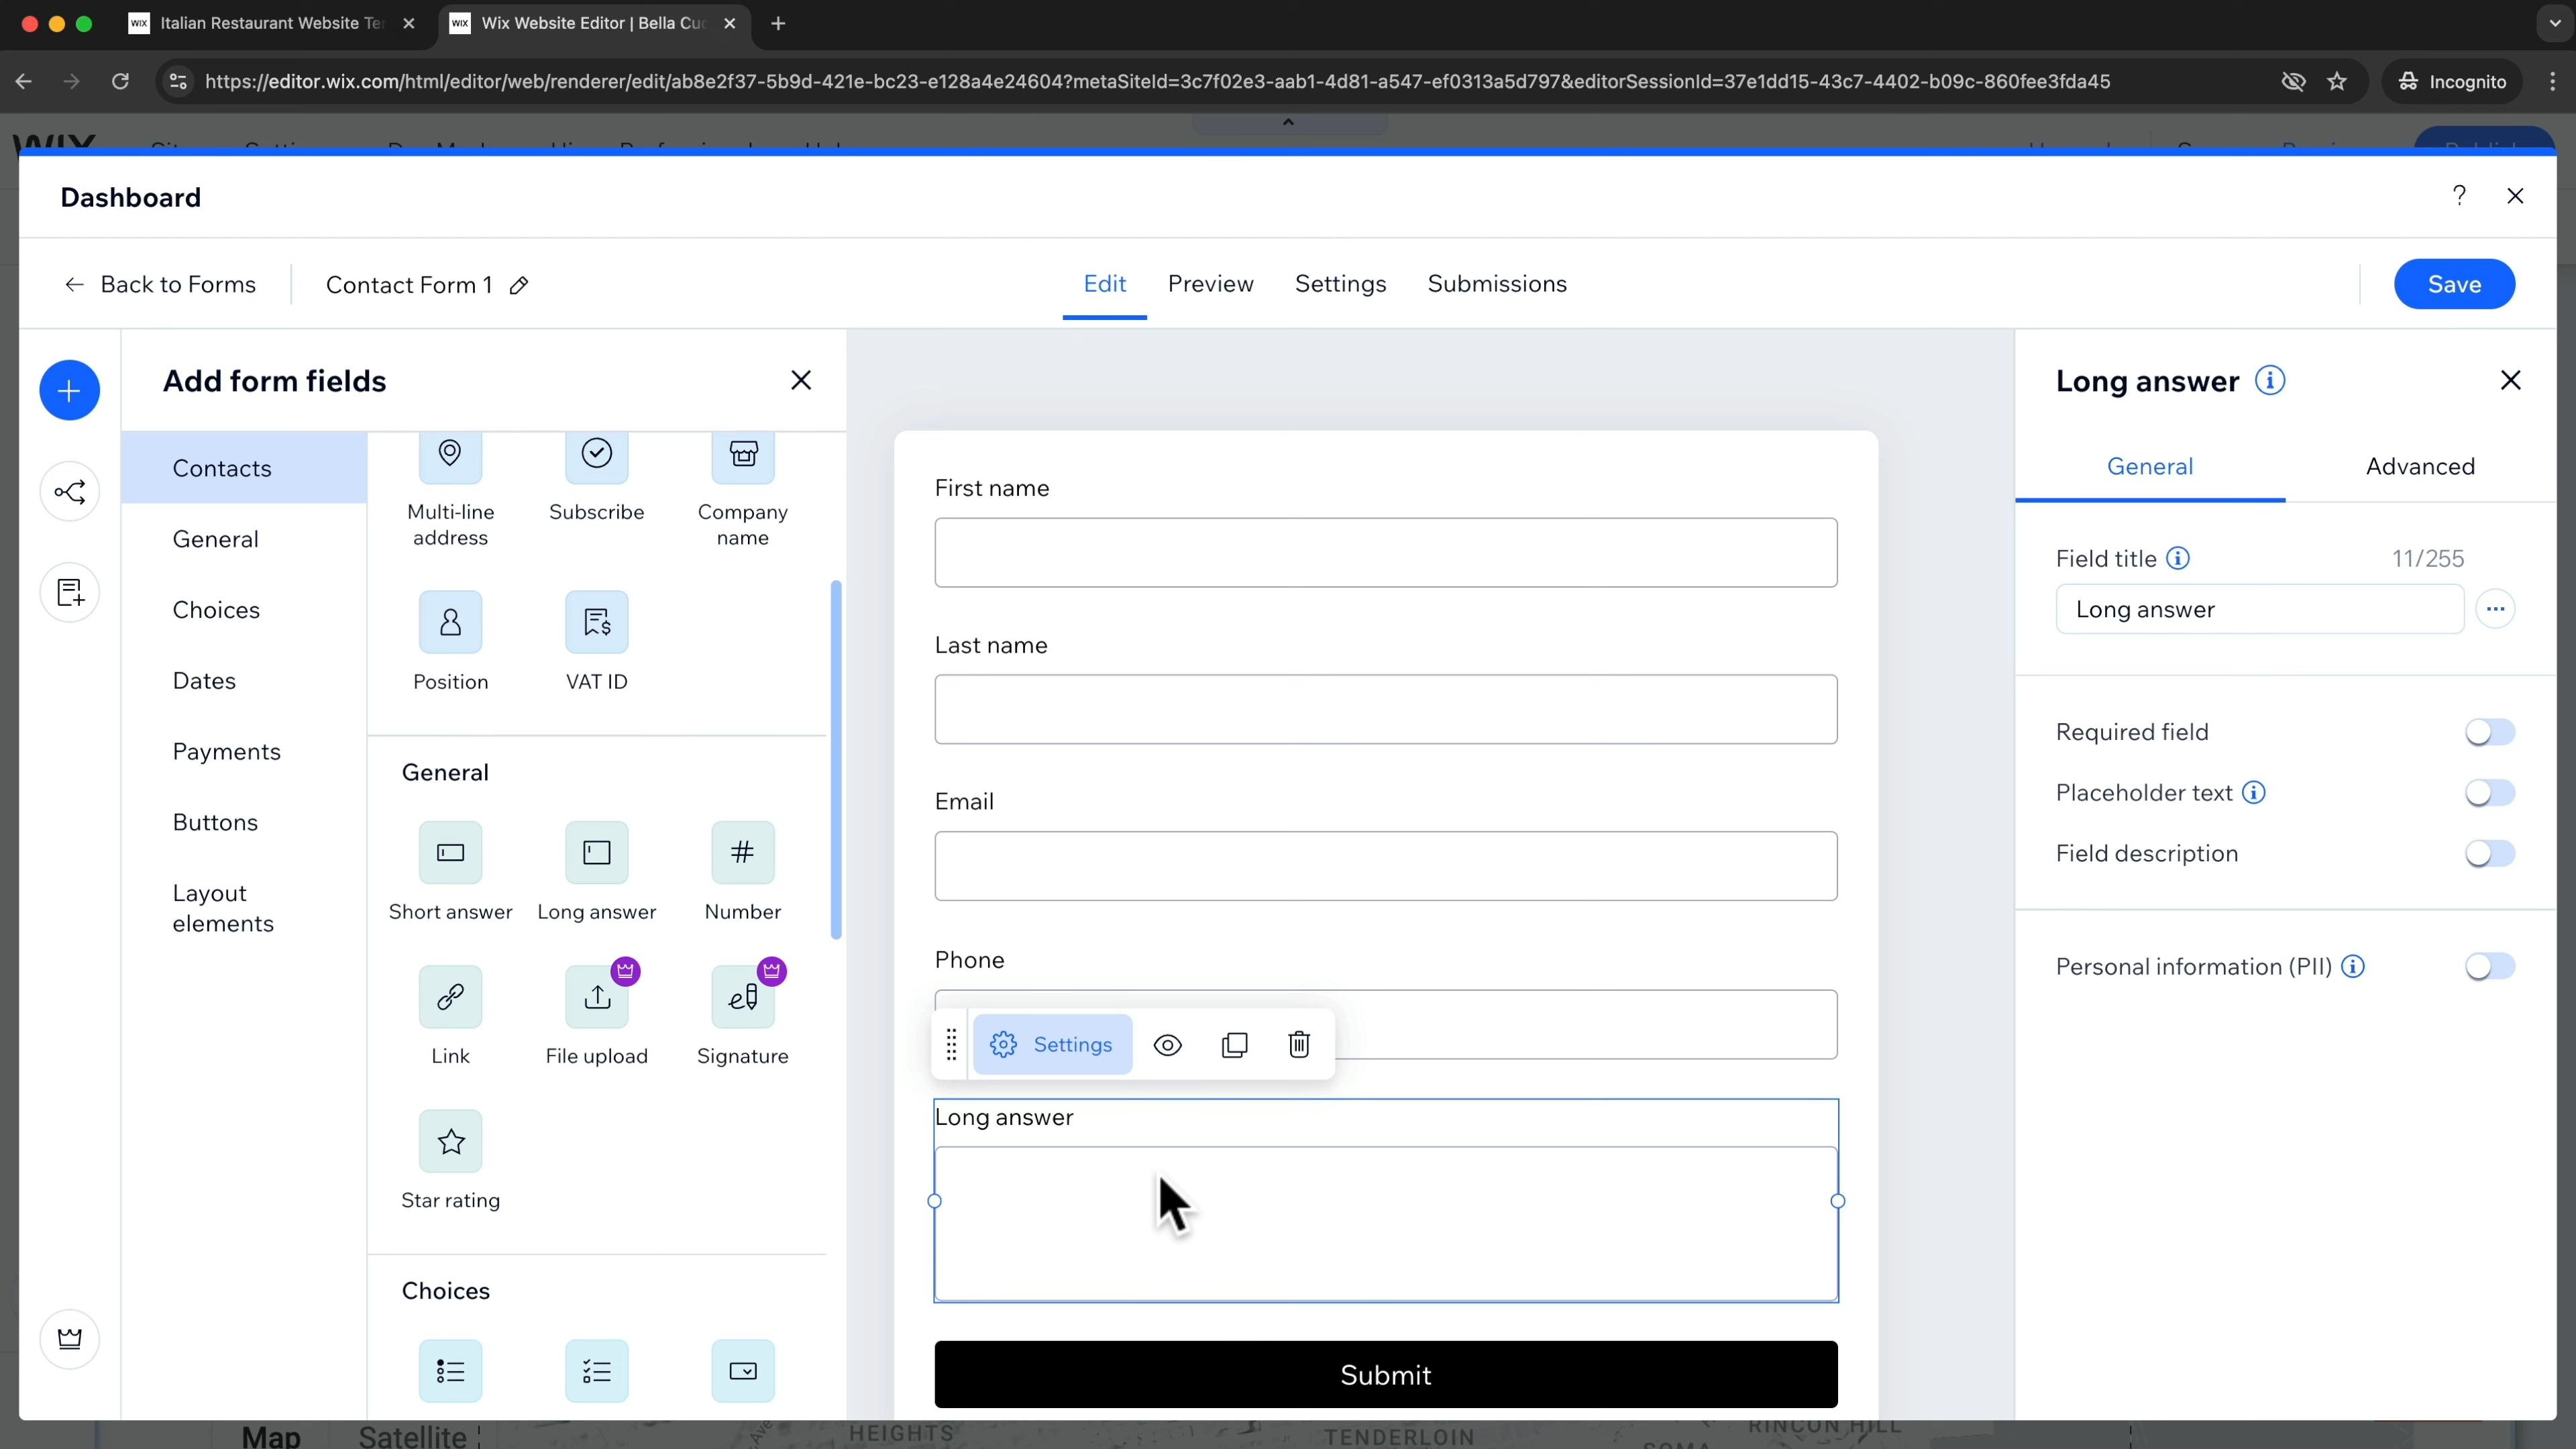 Italian Restaurant Website Ter
Wix Website Editor | Bella Cuc
https://editor.wix.com/html/editor/web/renderer/edit/ab8e2f37-5b9d-421e-bc23-e128a4e24604?metaSiteId=3c7f02e3-aab1-4d81-a547-ef0313a5d797&editorSessionId=37e1dd15-43c7-4402-b09c-860fee3fda45
Incognito
WIX
Dashboard
?
Back to Forms
Contact Form 1
Edit
Preview
Settings
Submissions
Save
Add form fields
Contacts
General
Choices
Dates
Payments
Buttons
Layout
elements
Multi-line
address
Subscribe
Company
name
Position
VAT ID
General
Short answer
Long answer
Number
Link
File upload
Signature
Star rating
Choices
First name
Last name
Email
Phone
Settings
Long answer
Submit
Long answer
General
Advanced
Field title
11/255
Long answer
Required field
Placeholder text
Field description
Personal information (PII)
Map
Satellite
HEIGHTS
TENDERLOIN
RINCON HILL
SOMA